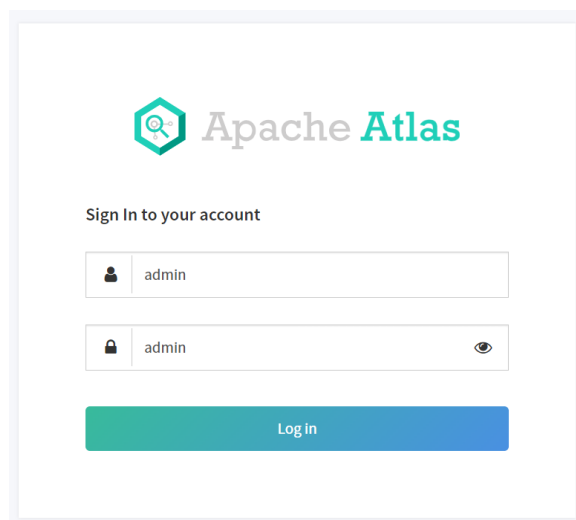 Apache Atlas
Sign In to your account
admin
admin
Log in